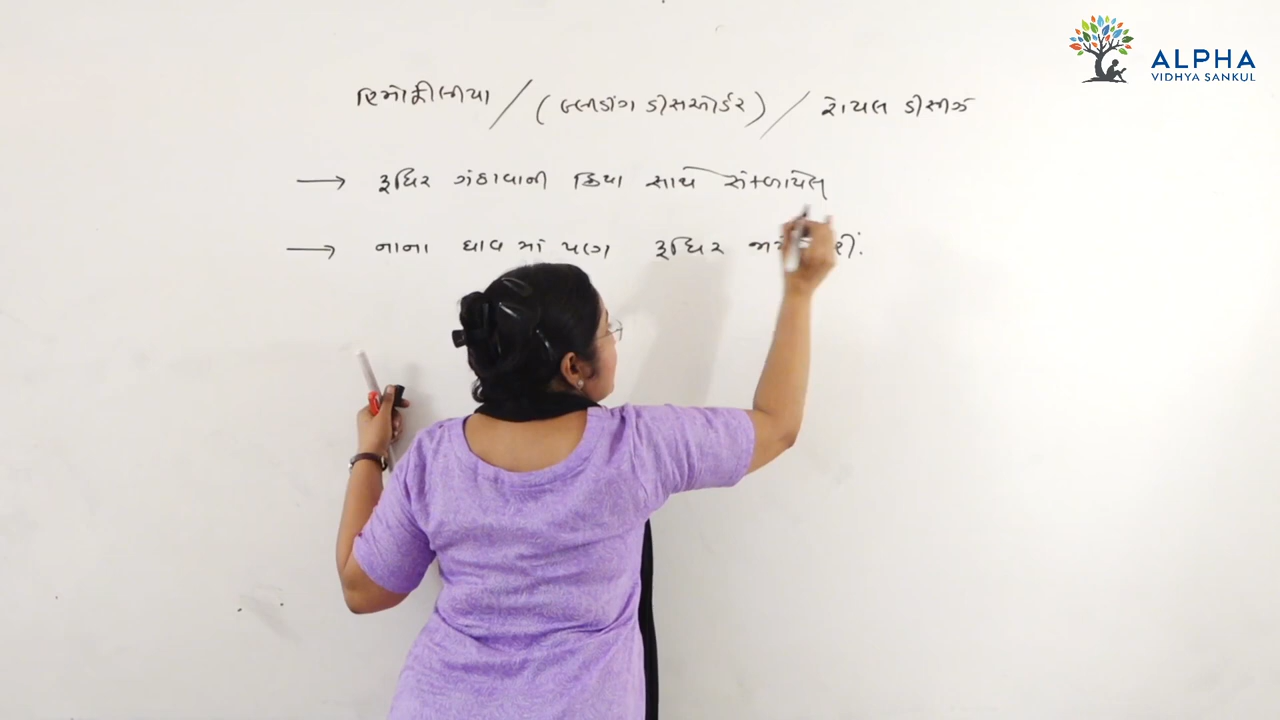 ALPHA
VIDHYA SANKUL
હિમોફીલીયા / (બ્લીડીંગ ડીસઓર્ડર) / રોયલ ડીસીઝ
→ રૂધિર ગંઠાવાની ક્રિયા સાથે સંકળાયેલ
→ નાના ઘાવ માં પણ રૂધિર